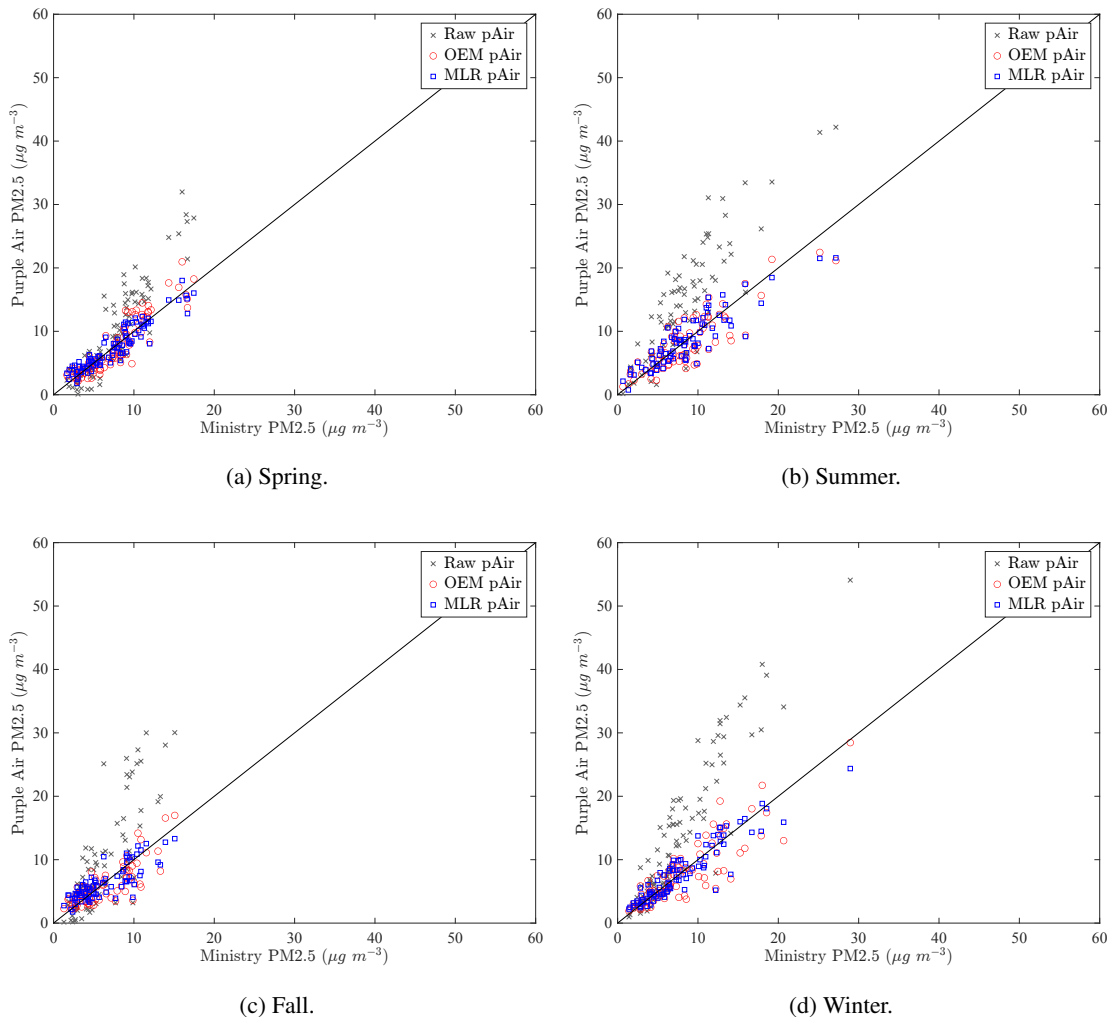 60
50
40
30
20
10
0
Purple Air PM2.5 (μg m⁻³)
Raw pAir
OEM pAir
MLR pAir
0 10 20 30 40 50 60
Ministry PM2.5 (μg m⁻³)
(a) Spring.
60
50
40
30
20
10
0
Purple Air PM2.5 (μg m⁻³)
Raw pAir
OEM pAir
MLR pAir
0 10 20 30 40 50 60
Ministry PM2.5 (μg m⁻³)
(b) Summer.
60
50
40
30
20
10
0
Purple Air PM2.5 (μg m⁻³)
Raw pAir
OEM pAir
MLR pAir
0 10 20 30 40 50 60
Ministry PM2.5 (μg m⁻³)
(c) Fall.
60
50
40
30
20
10
0
Purple Air PM2.5 (μg m⁻³)
Raw pAir
OEM pAir
MLR pAir
0 10 20 30 40 50 60
Ministry PM2.5 (μg m⁻³)
(d) Winter.